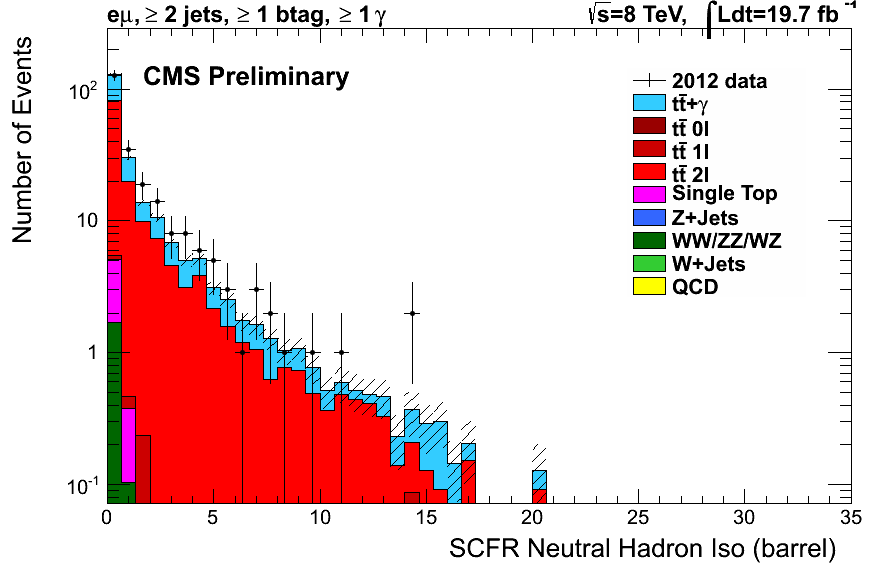 eμ, ≥ 2 jets, ≥ 1 btag, ≥ 1 γ
√s=8 TeV, ∫Ldt=19.7 fb⁻¹
CMS Preliminary
Number of Events
10²
10
1
10⁻¹
2012 data
tt̄+γ
tt̄ 0l
tt̄ 1l
tt̄ 2l
Single Top
Z+Jets
WW/ZZ/WZ
W+Jets
QCD
0 5 10 15 20 25 30 35
SCFR Neutral Hadron Iso (barrel)